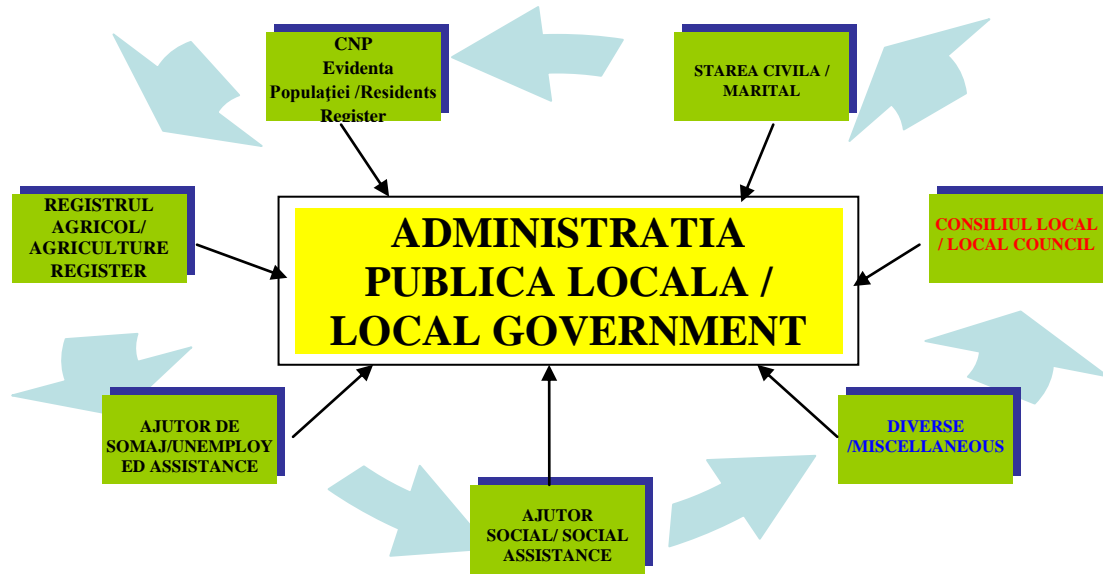 CNP
Evidenta
Populaţiei /Residents
Register
STAREA CIVILA /
MARITAL
REGISTRUL
AGRICOL/
AGRICULTURE
REGISTER
ADMINISTRATIA
PUBLICA LOCALA /
LOCAL GOVERNMENT
CONSILIUL LOCAL
/ LOCAL COUNCIL
AJUTOR DE
SOMAJ/UNEMPLOY
ED ASSISTANCE
AJUTOR
SOCIAL/ SOCIAL
ASSISTANCE
DIVERSE
/MISCELLANEOUS